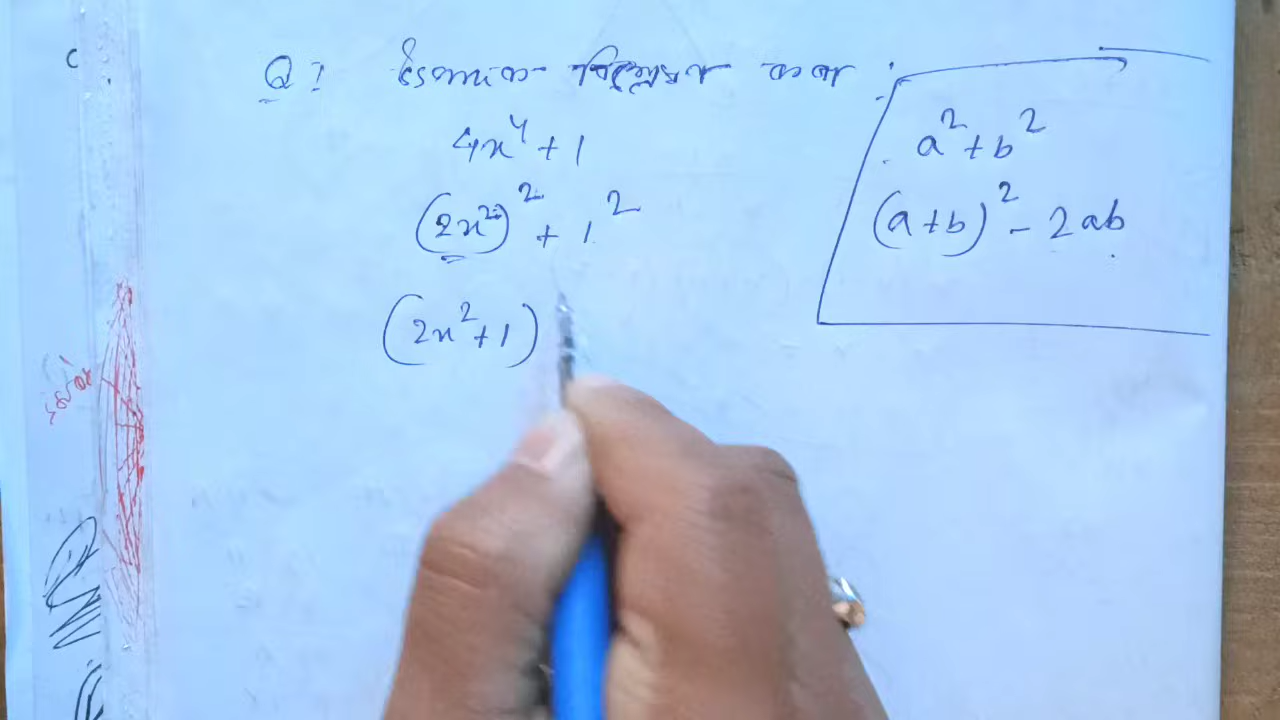 Q? উৎপাদক বিশ্লেষণ কর :
4x⁴ + 1
(2x²)² + 1²
(2x² + 1)
a² + b²
(a + b)² - 2ab